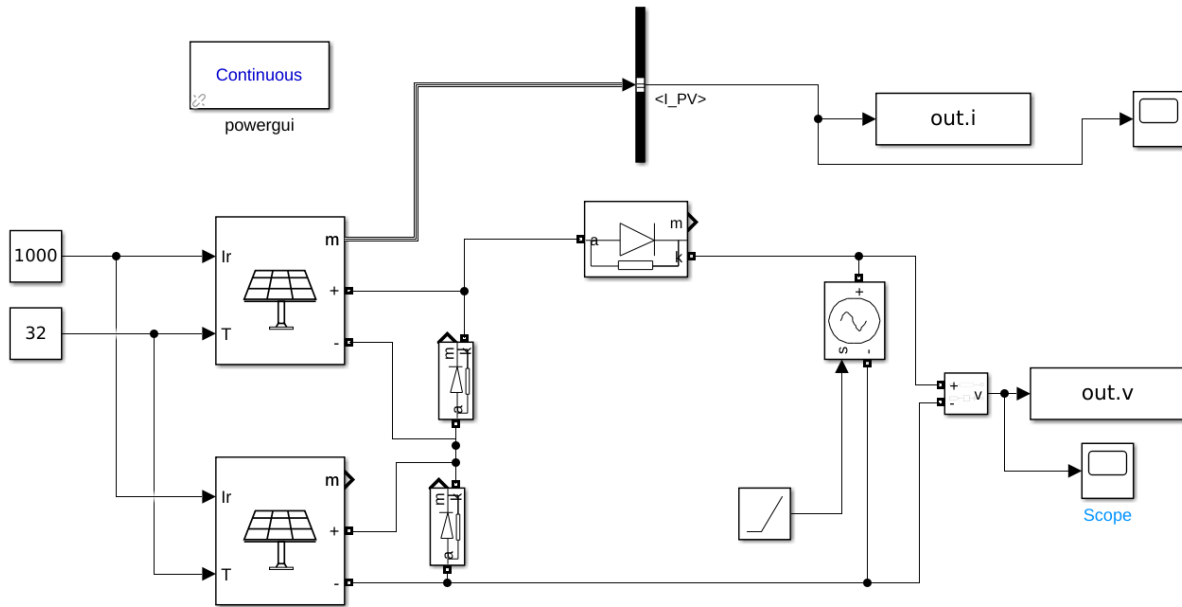 Continuous
powergui
<I_PV>
out.i
1000
32
Ir
T
m
+
-
a
m
k
m
k
a
+
s
-
+
-
v
out.v
Scope
Ir
T
m
+
-
m
k
a